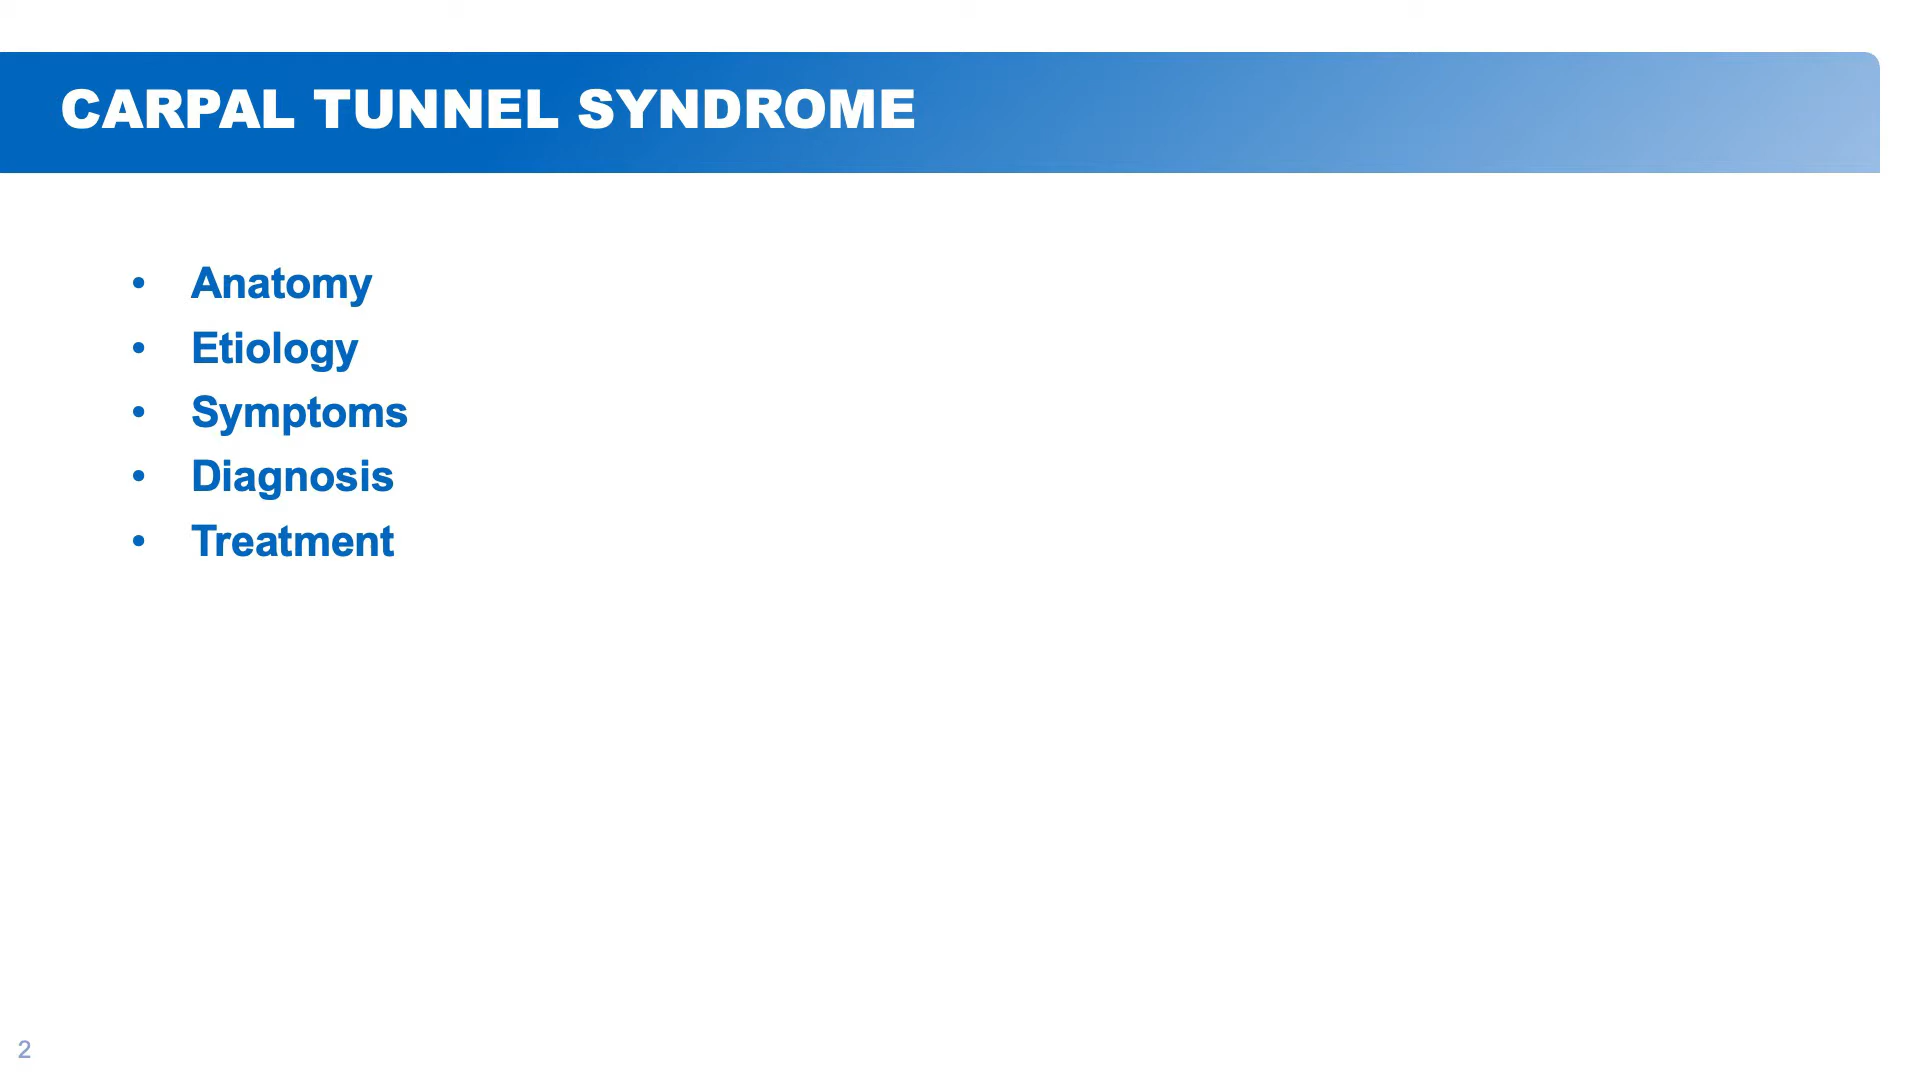 CARPAL TUNNEL SYNDROME
• Anatomy
• Etiology
• Symptoms
• Diagnosis
• Treatment
2